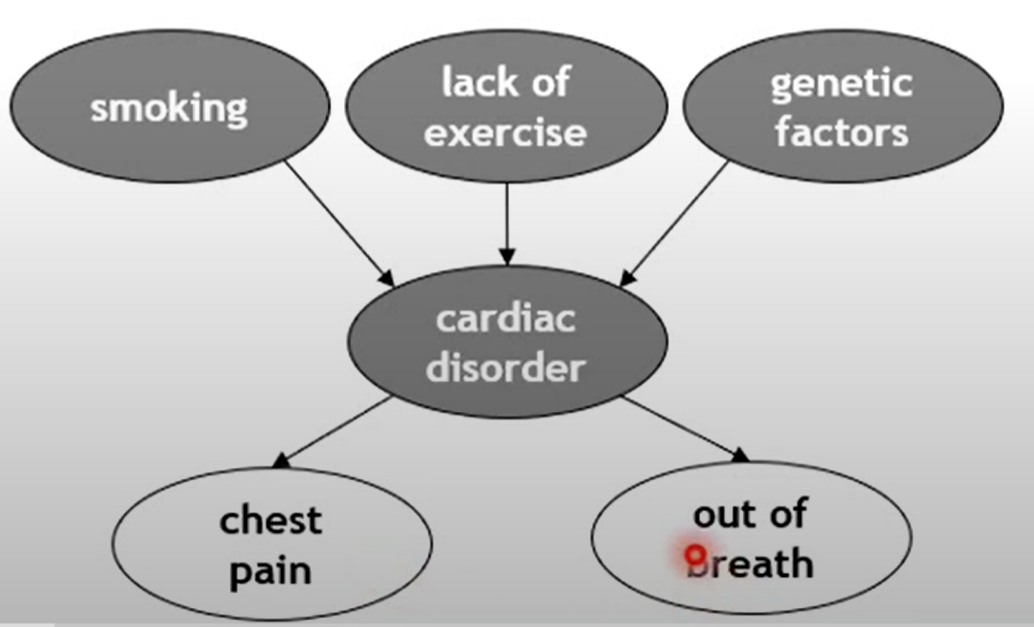 smoking
lack of
exercise
genetic
factors
cardiac
disorder
chest
pain
out of
breath